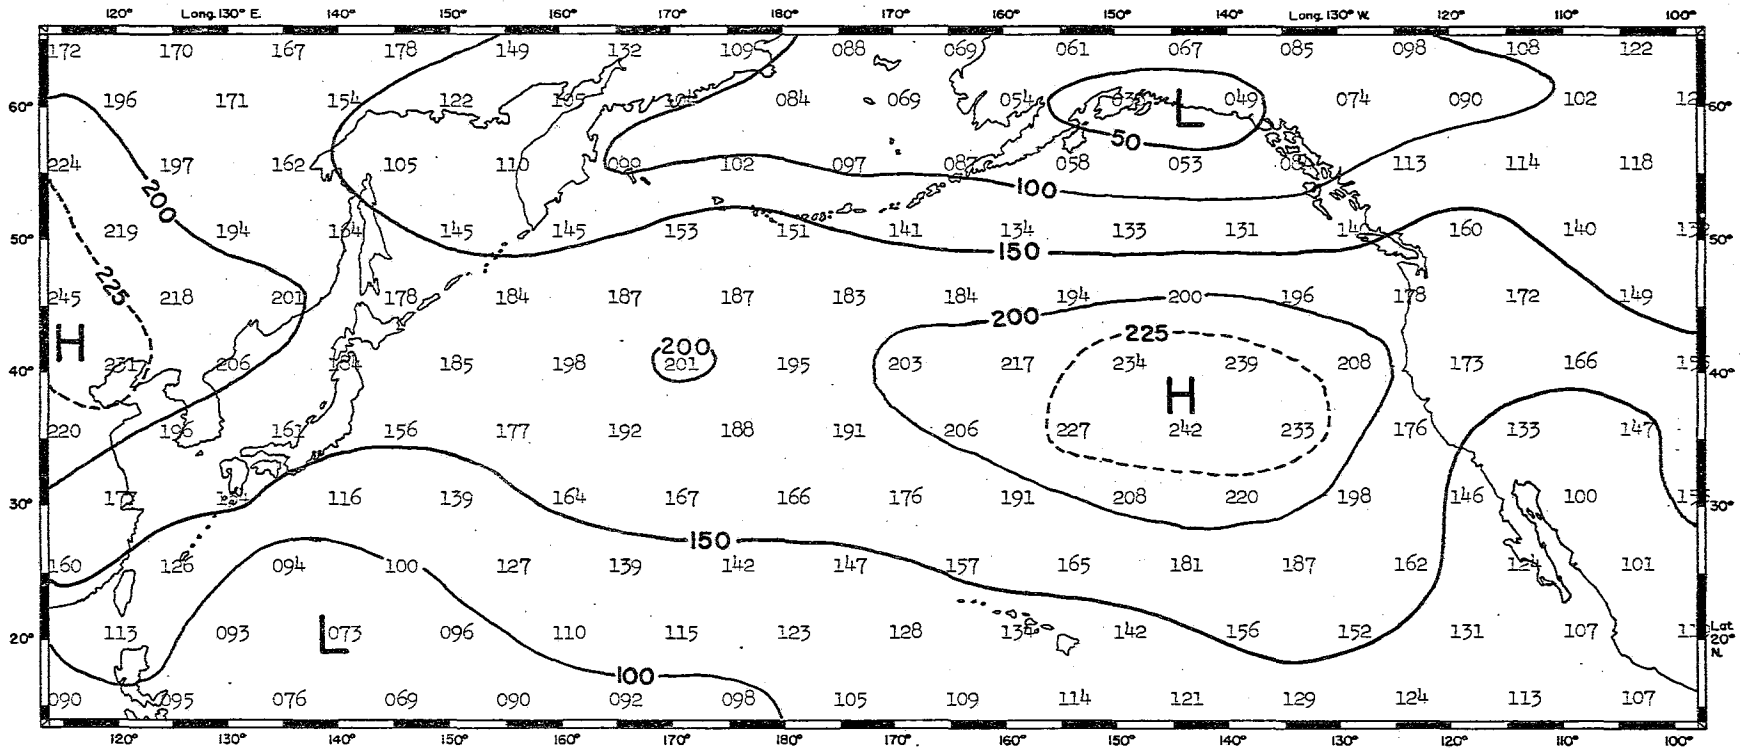 120° Long. 130° E. 140° 150° 160° 170° 180° 170° 160° 150° 140° Long. 130° W. 120° 110° 100°
172 170 167 178 149 132 109 088 069 061 067 085 098 108 122
60° 196 171 154 122 105 084 069 054 L 049 074 090 102 60°
50
224 197 162 105 110 099 102 097 087 058 053 113 114 118
200 100
50° 219 194 164 145 145 153 151 141 134 133 131 160 140 50°
150
225
245 218 201 178 184 187 187 183 184 194 200 196 178 172 149
200
H 200 225
40° 231 206 184 185 198 201 195 203 217 234 239 208 173 166 40°
H
220 196 161 156 177 192 188 191 206 227 242 233 176 133 147
30° 116 139 164 167 166 176 191 208 220 198 146 100 30°
150
160 126 094 100 127 139 142 147 157 165 181 187 162 124 101
20° 113 093 L 073 096 110 115 123 128 134 142 156 152 131 107 Lat. 20° N.
100
090 095 076 069 090 092 098 105 109 114 121 129 124 113 107
120° 130° 140° 150° 160° 170° 180° 170° 160° 150° 140° 130° 120° 110° 100°